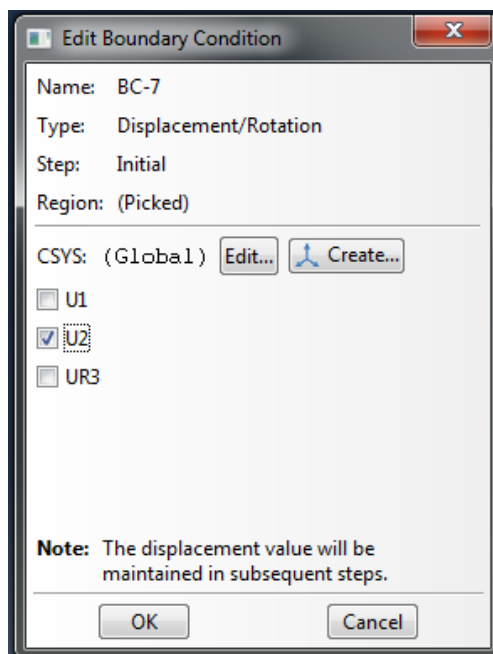 Edit Boundary Condition
Name: BC-7
Type: Displacement/Rotation
Step: Initial
Region: (Picked)
CSYS: (Global) Edit... Create...
U1
U2
UR3
Note: The displacement value will be
maintained in subsequent steps.
OK Cancel